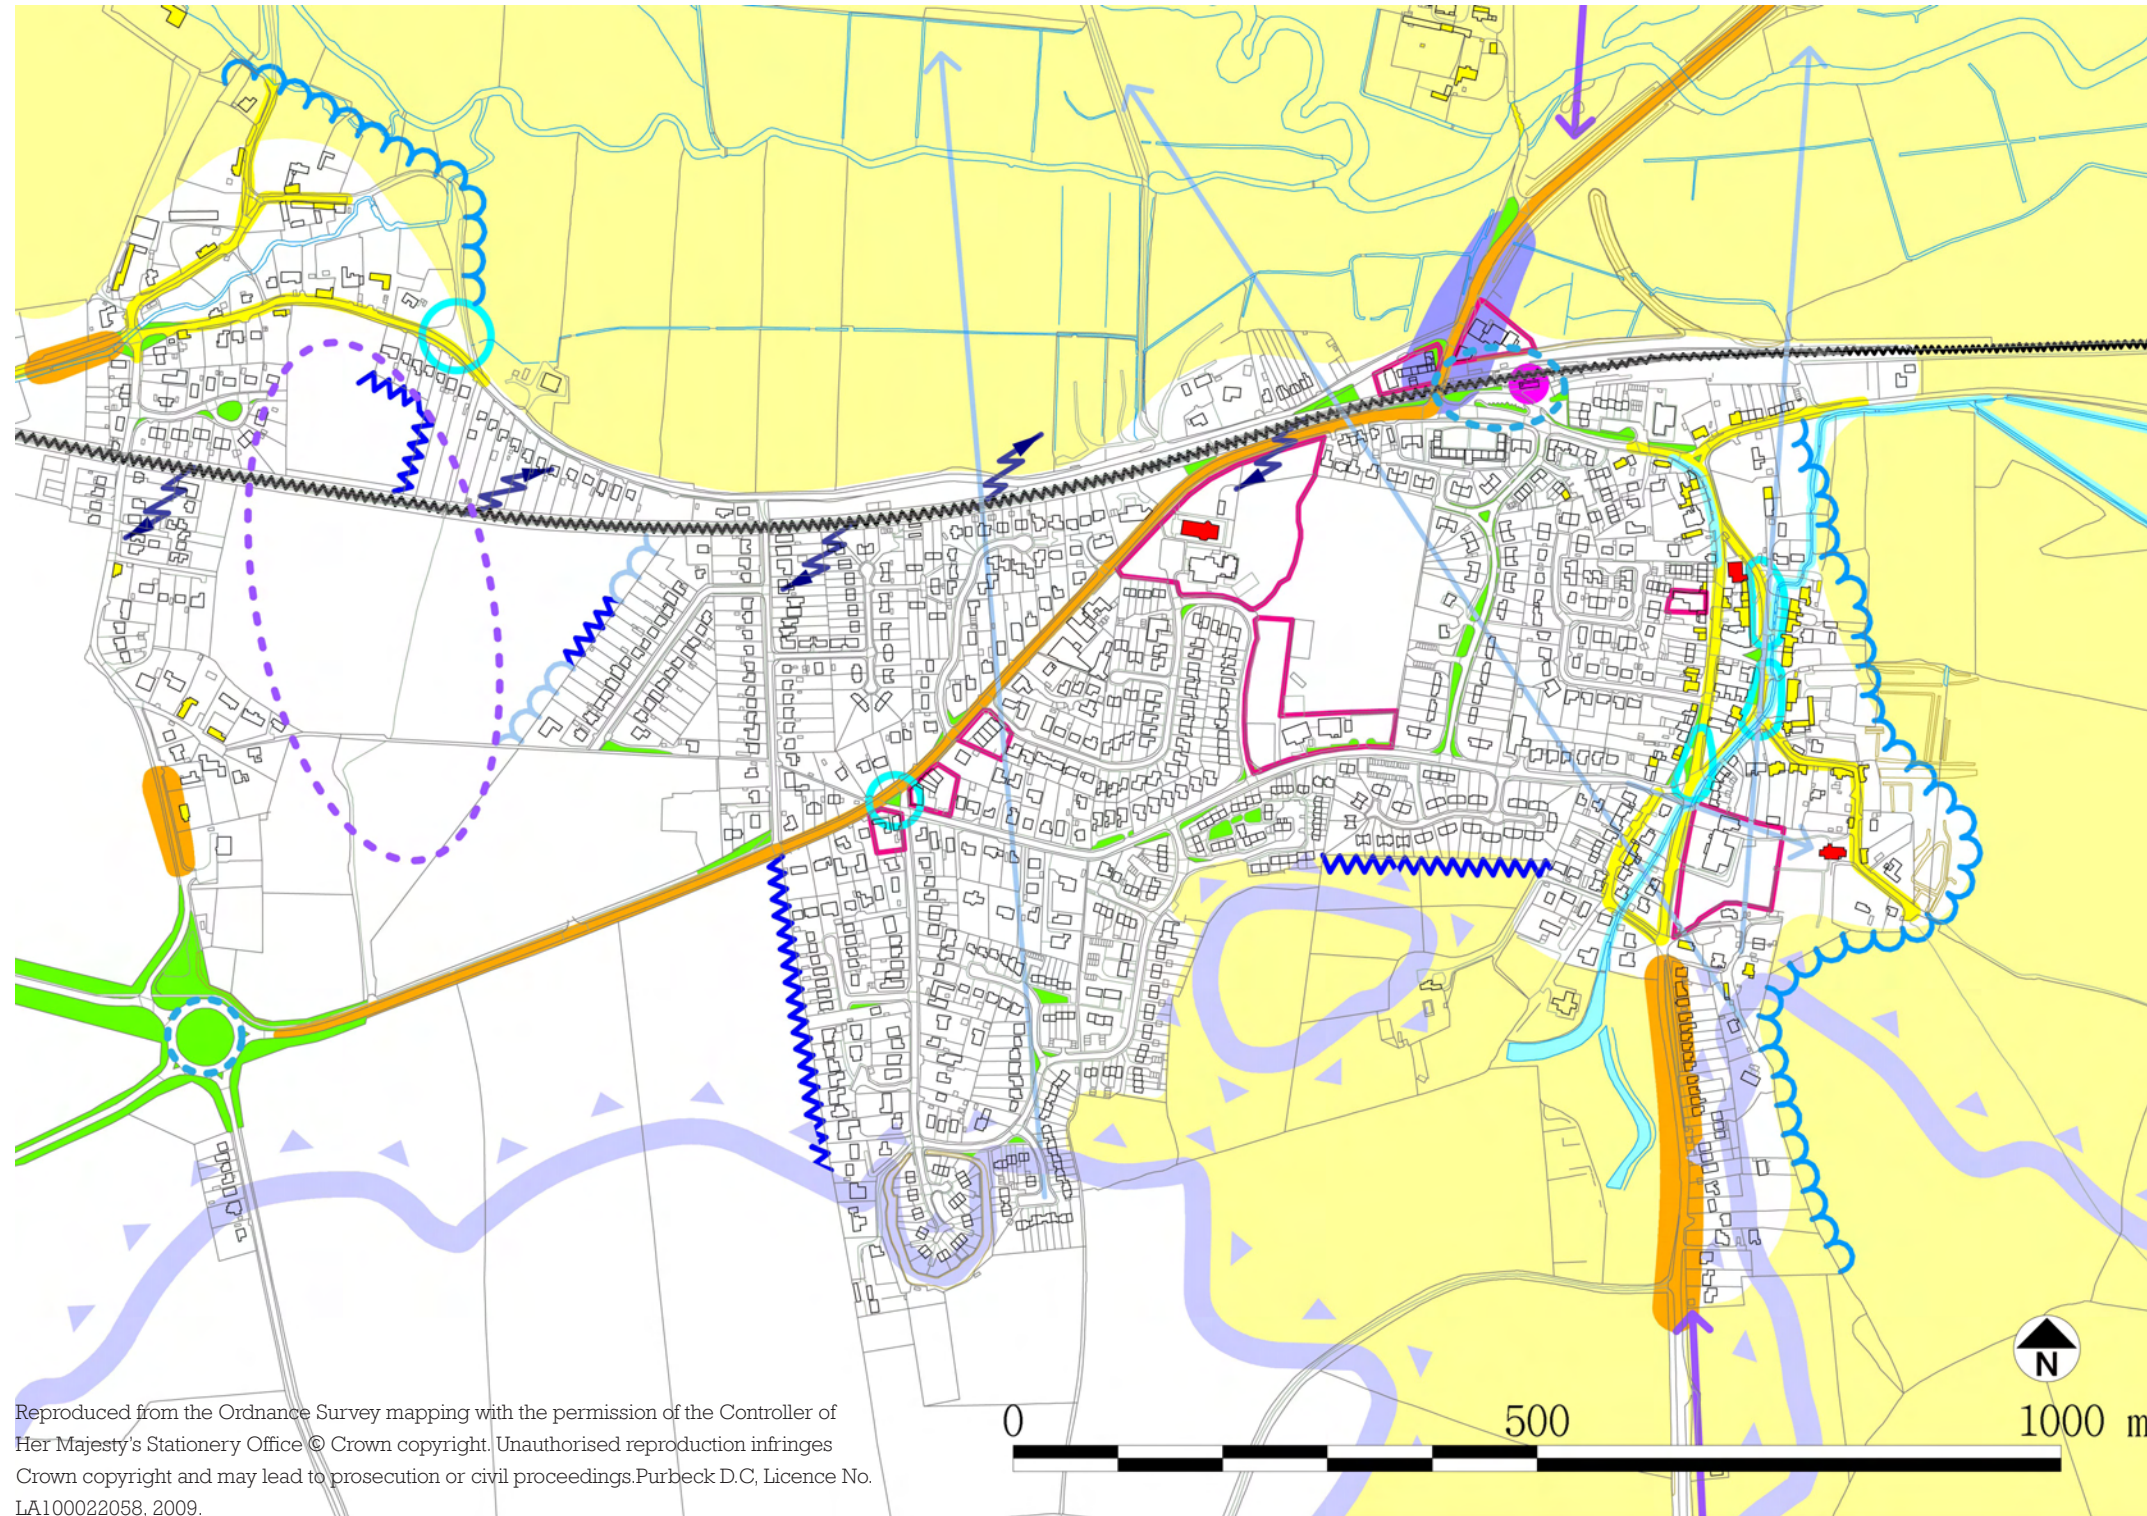 N
0 500 1000 m
Reproduced from the Ordnance Survey mapping with the permission of the Controller of
Her Majesty's Stationery Office © Crown copyright. Unauthorised reproduction infringes
Crown copyright and may lead to prosecution or civil proceedings.Purbeck D.C, Licence No.
LA100022058, 2009.